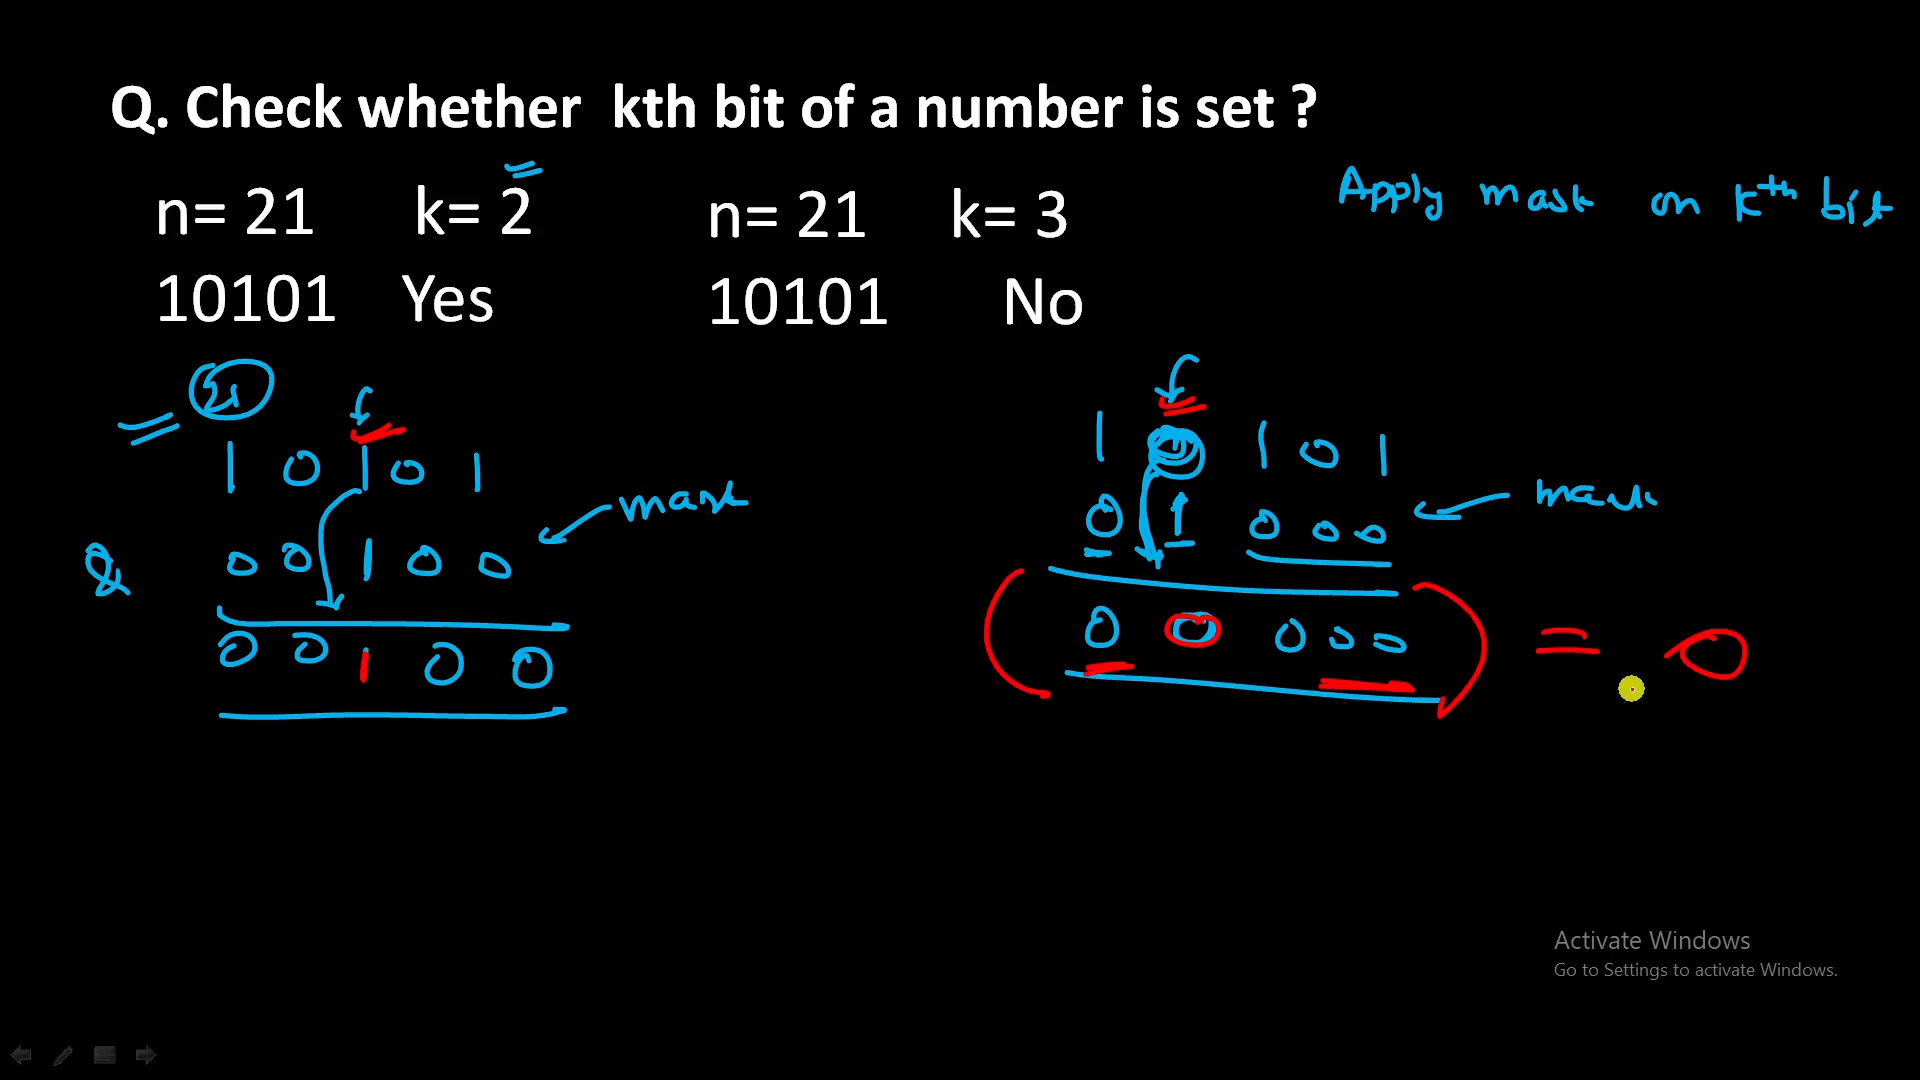 Q. Check whether kth bit of a number is set ?
n= 21 k= 2 n= 21 k= 3
Apply mask on kth bit
10101 Yes 10101 No
21
1 0 1 0 1
mask
& 0 0 1 0 0
0 0 1 0 0
1 0 1 0 1
mask
0 1 0 0 0
( 0 0 0 0 0 ) = 0
Activate Windows
Go to Settings to activate Windows.